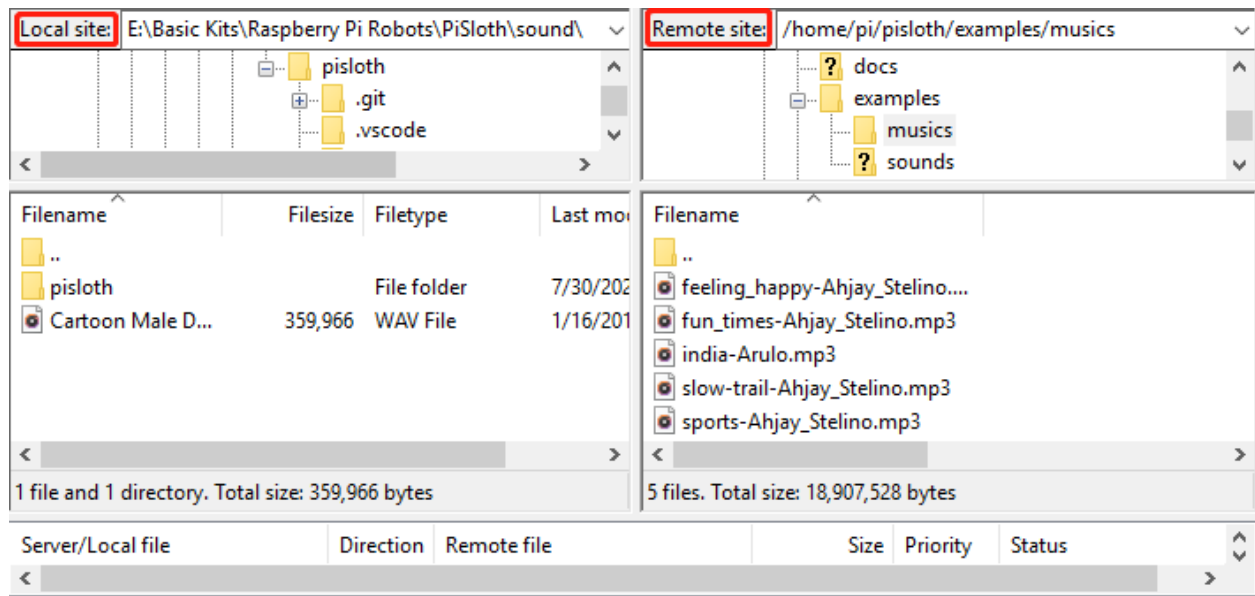 Local site: E:\Basic Kits\Raspberry Pi Robots\PiSloth\sound\
pisloth
.git
.vscode
Filename Filesize Filetype Last mo
..
pisloth File folder 7/30/202
Cartoon Male D... 359,966 WAV File 1/16/201
1 file and 1 directory. Total size: 359,966 bytes
Remote site: /home/pi/pisloth/examples/musics
? docs
examples
musics
? sounds
Filename
..
feeling_happy-Ahjay_Stelino....
fun_times-Ahjay_Stelino.mp3
india-Arulo.mp3
slow-trail-Ahjay_Stelino.mp3
sports-Ahjay_Stelino.mp3
5 files. Total size: 18,907,528 bytes
Server/Local file Direction Remote file Size Priority Status